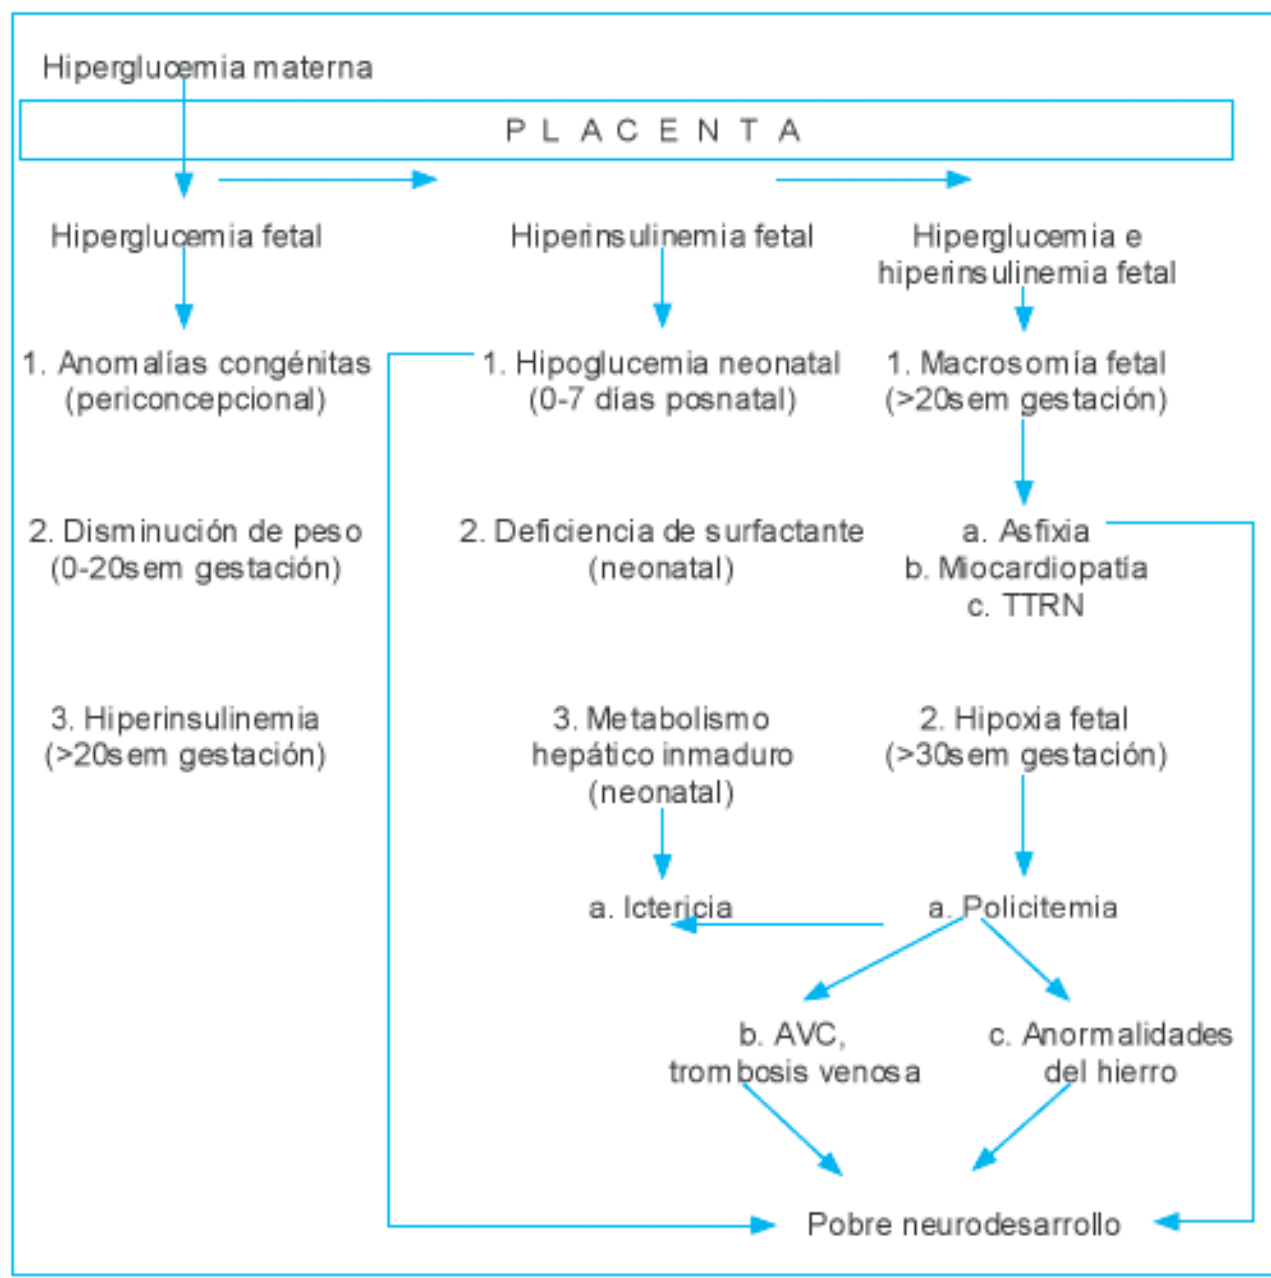 Hiperglucemia materna
P L A C E N T A
Hiperglucemia fetal
1. Anomalías congénitas
(periconcepcional)
2. Disminución de peso
(0-20sem gestación)
3. Hiperinsulinemia
(>20sem gestación)
Hiperinsulinemia fetal
1. Hipoglucemia neonatal
(0-7 días posnatal)
2. Deficiencia de surfactante
(neonatal)
3. Metabolismo
hepático inmaduro
(neonatal)
a. Ictericia
Hiperglucemia e
hiperinsulinemia fetal
1. Macrosomía fetal
(>20sem gestación)
a. Asfixia
b. Miocardiopatía
c. TTRN
2. Hipoxia fetal
(>30sem gestación)
a. Policitemia
b. AVC,
trombosis venosa
c. Anormalidades
del hierro
Pobre neurodesarrollo